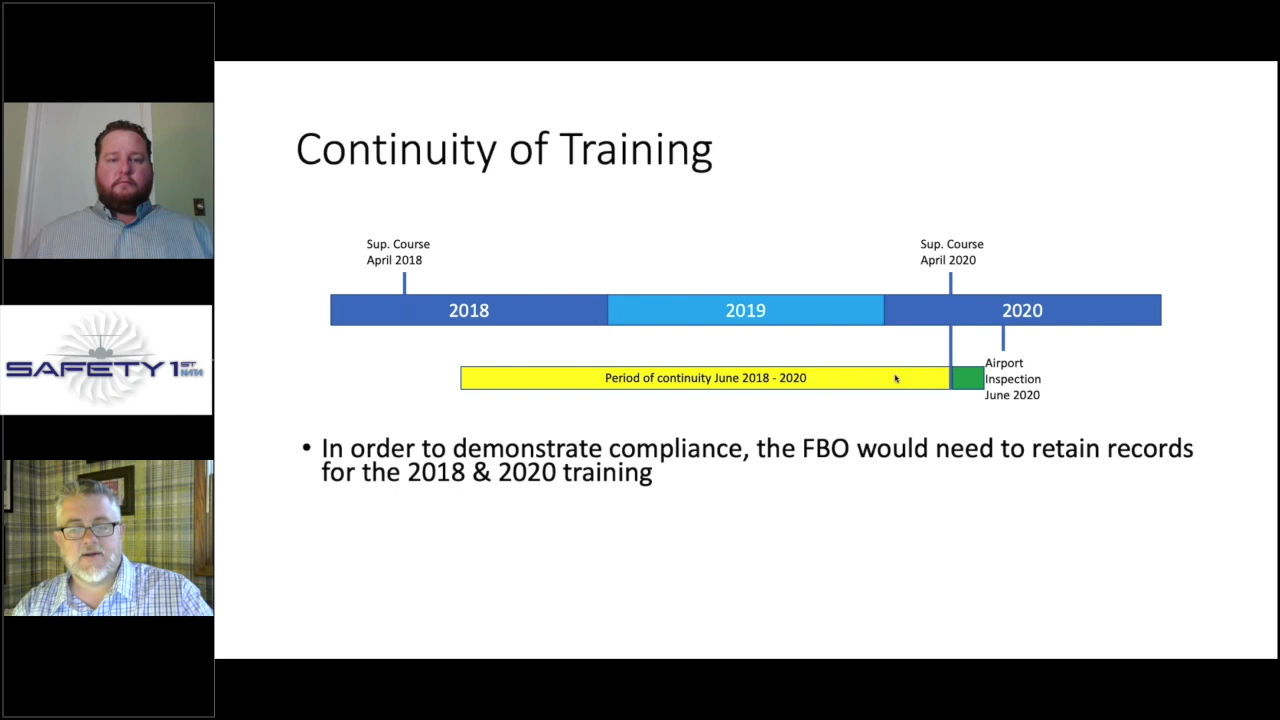 Continuity of Training
Sup. Course
April 2018
Sup. Course
April 2020
2018
2019
2020
Period of continuity June 2018 - 2020
Airport
Inspection
June 2020
• In order to demonstrate compliance, the FBO would need to retain records
for the 2018 & 2020 training
SAFETY 1ST
NATA